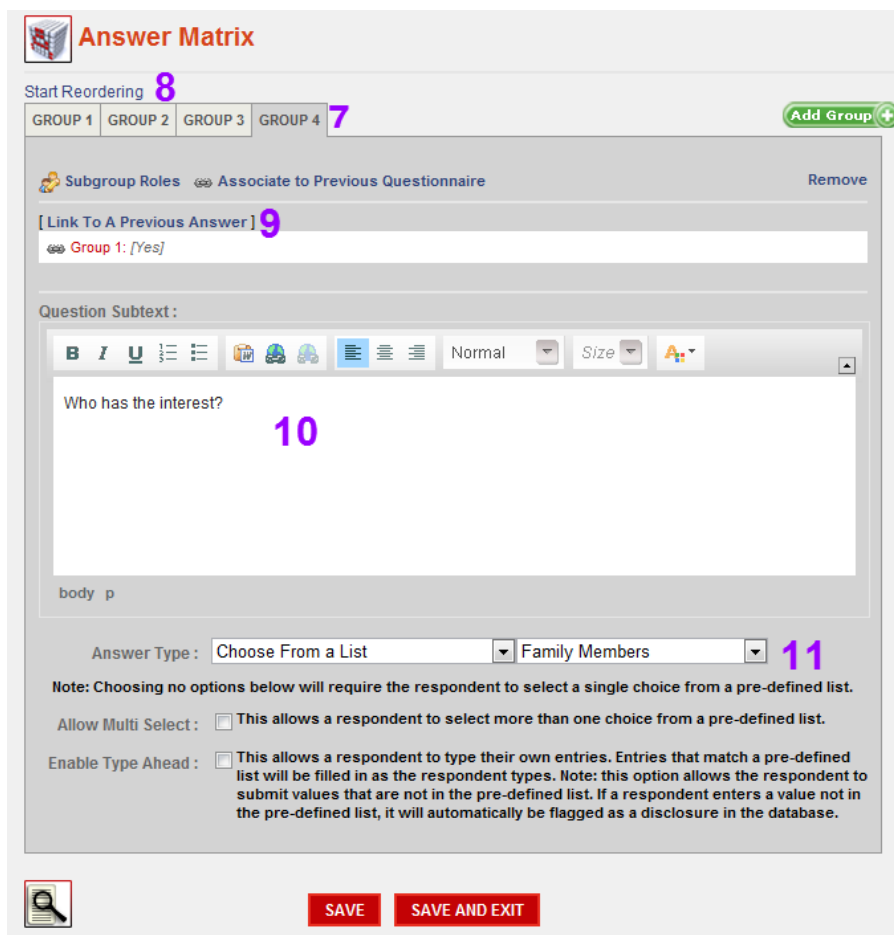 Answer Matrix
Start Reordering 8
GROUP 1 GROUP 2 GROUP 3 GROUP 4 7 Add Group +
Subgroup Roles Associate to Previous Questionnaire Remove
[ Link To A Previous Answer ] 9
Group 1: [Yes]
Question Subtext :
B I U Normal Size A
Who has the interest?
10
body p
Answer Type : Choose From a List Family Members 11
Note: Choosing no options below will require the respondent to select a single choice from a pre-defined list.
Allow Multi Select : This allows a respondent to select more than one choice from a pre-defined list.
Enable Type Ahead : This allows a respondent to type their own entries. Entries that match a pre-defined
list will be filled in as the respondent types. Note: this option allows the respondent to
submit values that are not in the pre-defined list. If a respondent enters a value not in
the pre-defined list, it will automatically be flagged as a disclosure in the database.
SAVE SAVE AND EXIT